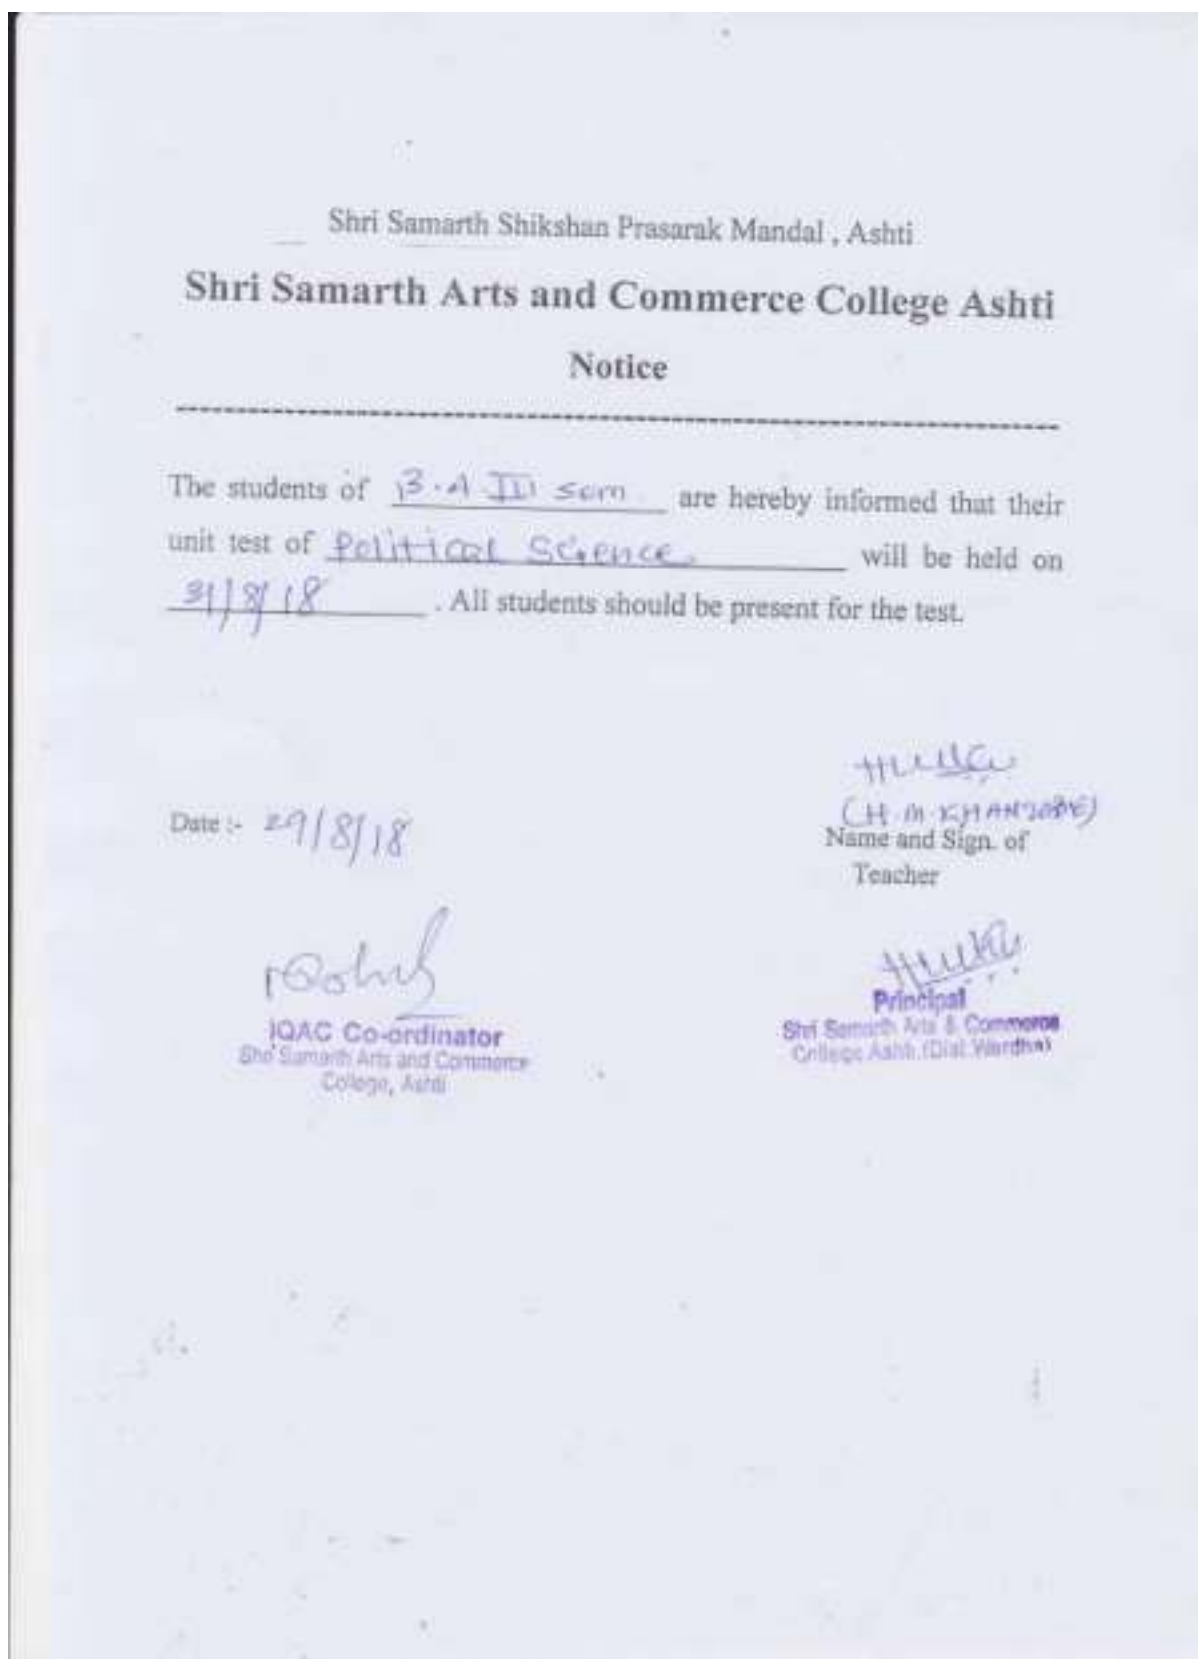 Shri Samarth Shikshan Prasarak Mandal , Ashti
Shri Samarth Arts and Commerce College Ashti
Notice
The students of B.A III sem are hereby informed that their
unit test of Political Science. will be held on
31/8/18 . All students should be present for the test.
Date :- 29/8/18
(H M KHANZODE)
Name and Sign. of
Teacher
IQAC Co-ordinator
Shri Samarth Arts and Commerce
College, Ashti
Principal
Shri Samarth Arts & Commerce
College Ashti (Dist Wardha)